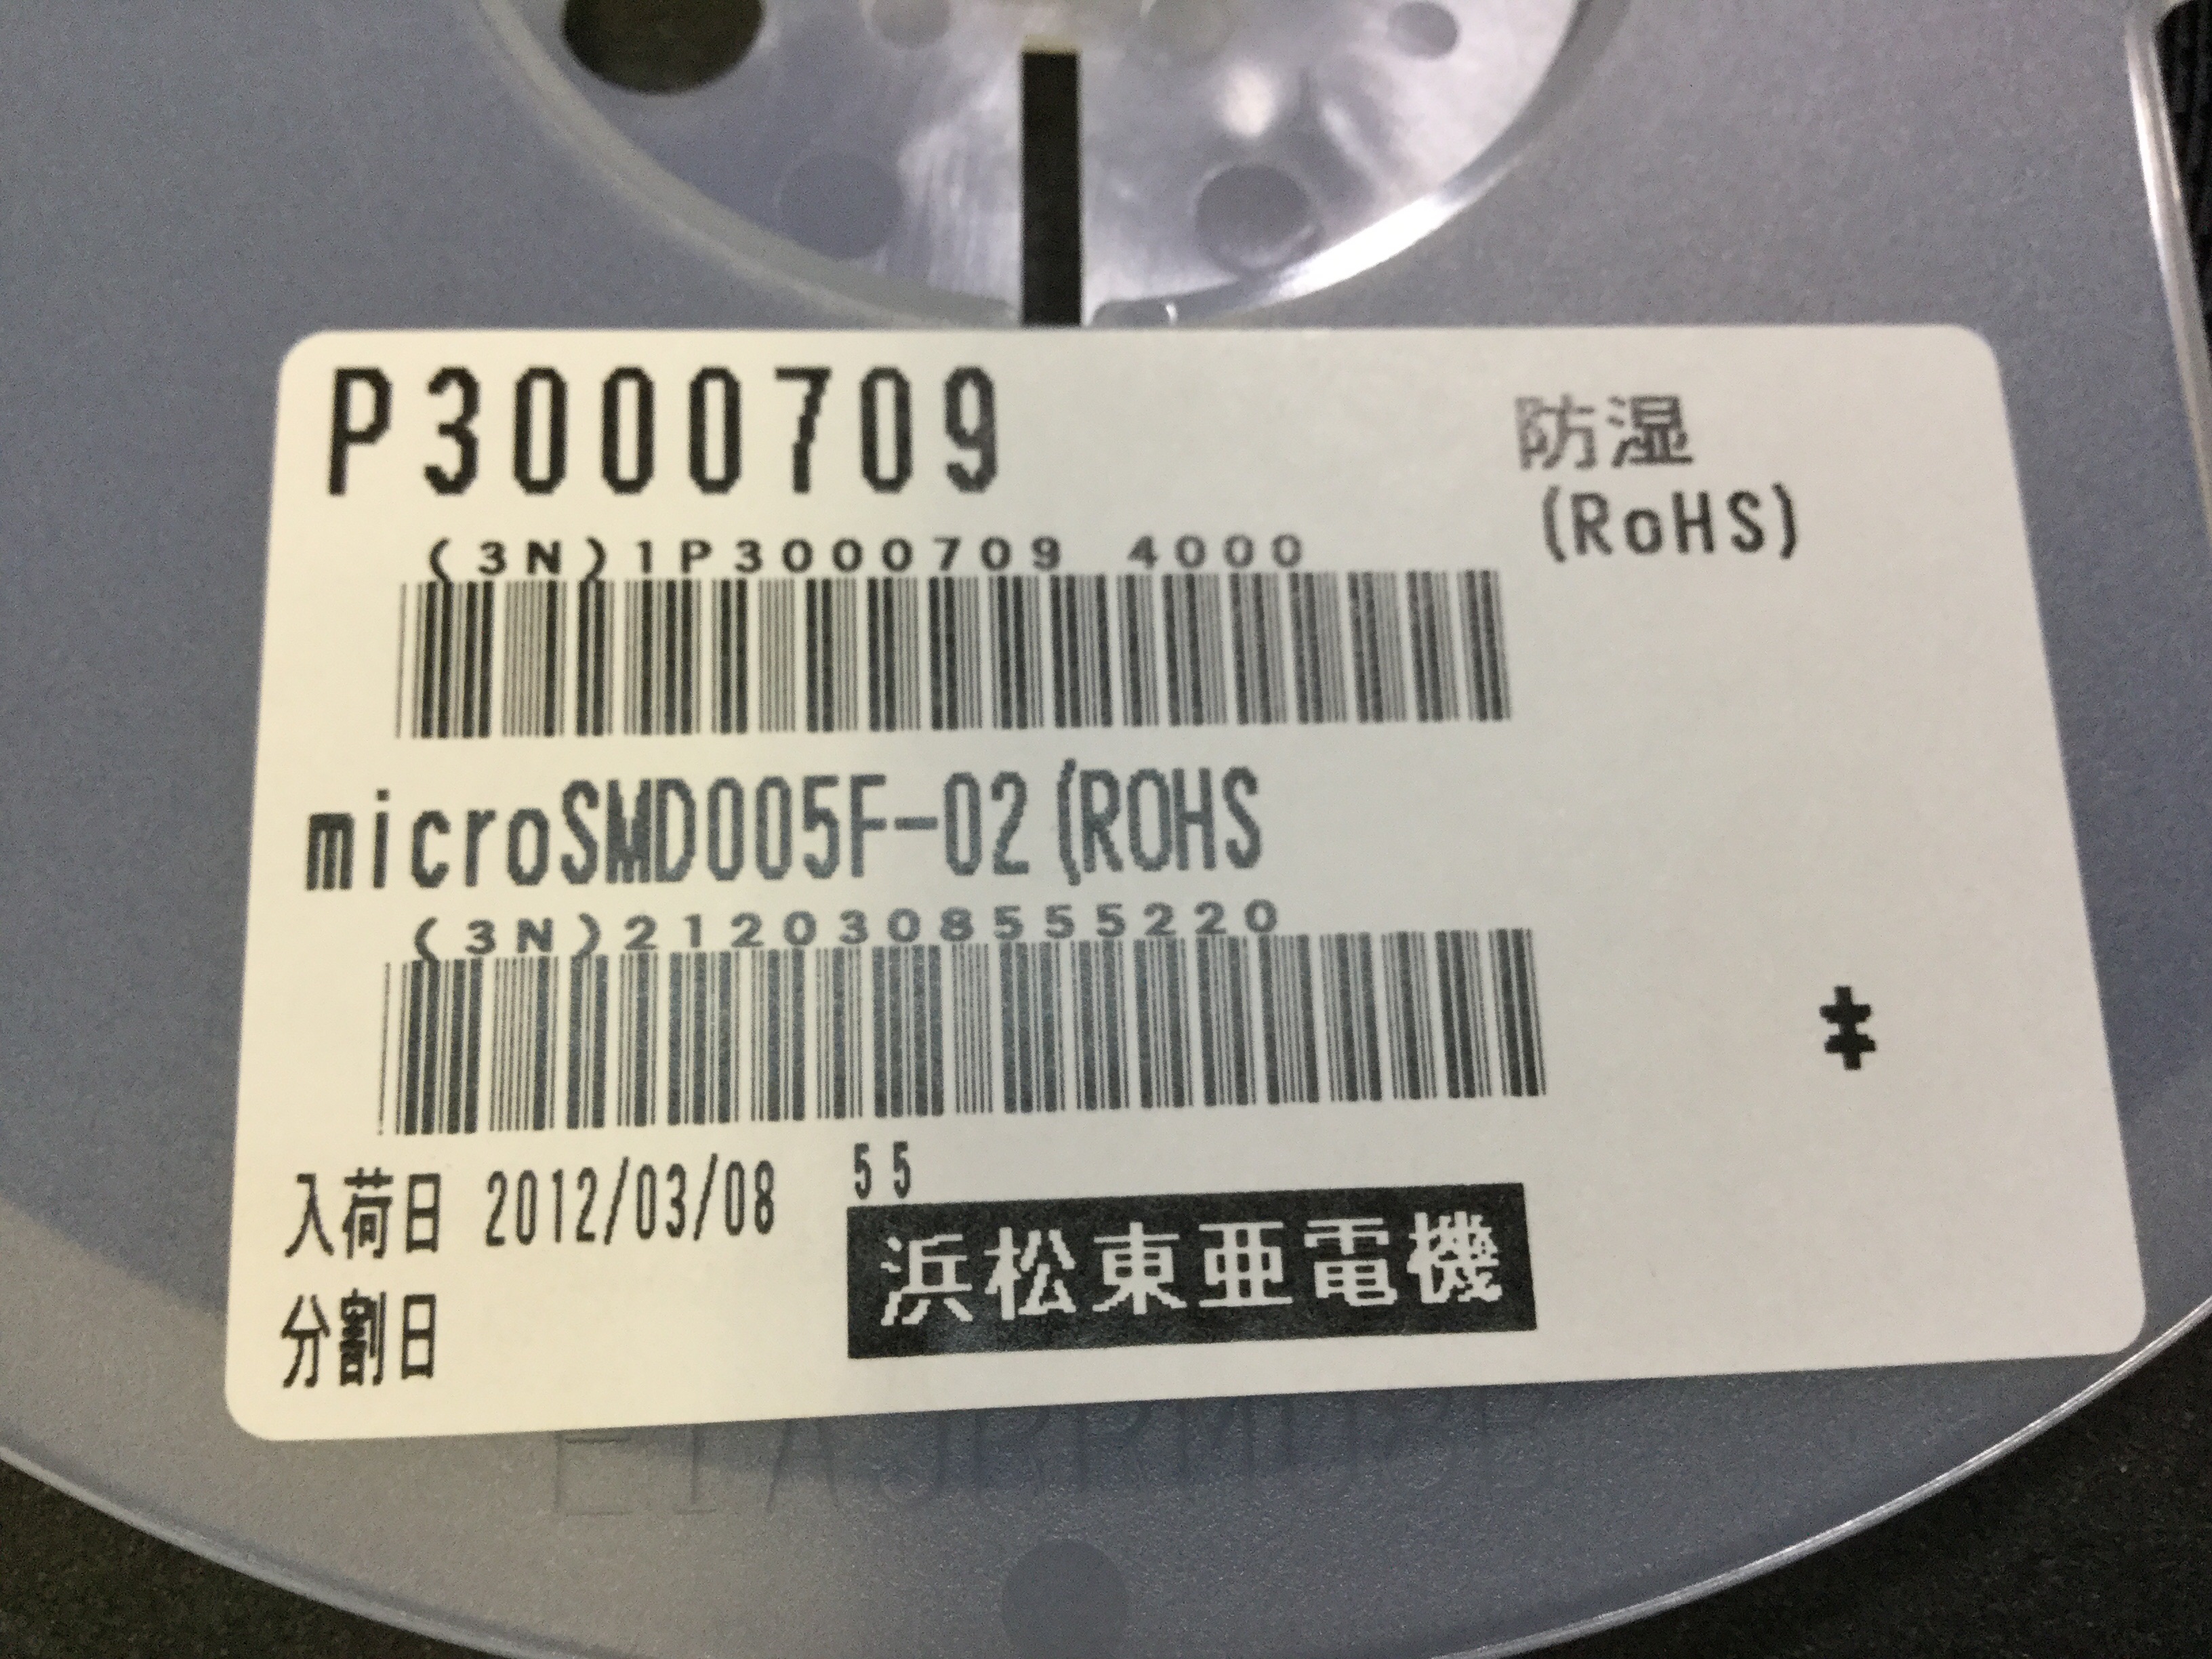 P3000709
防湿
(RoHS)
(3N)1P3000709 4000
microSMD005F-02(ROHS
(3N)2120308555220
キ
入荷日 2012/03/08
55
分割日
浜松東亜電機